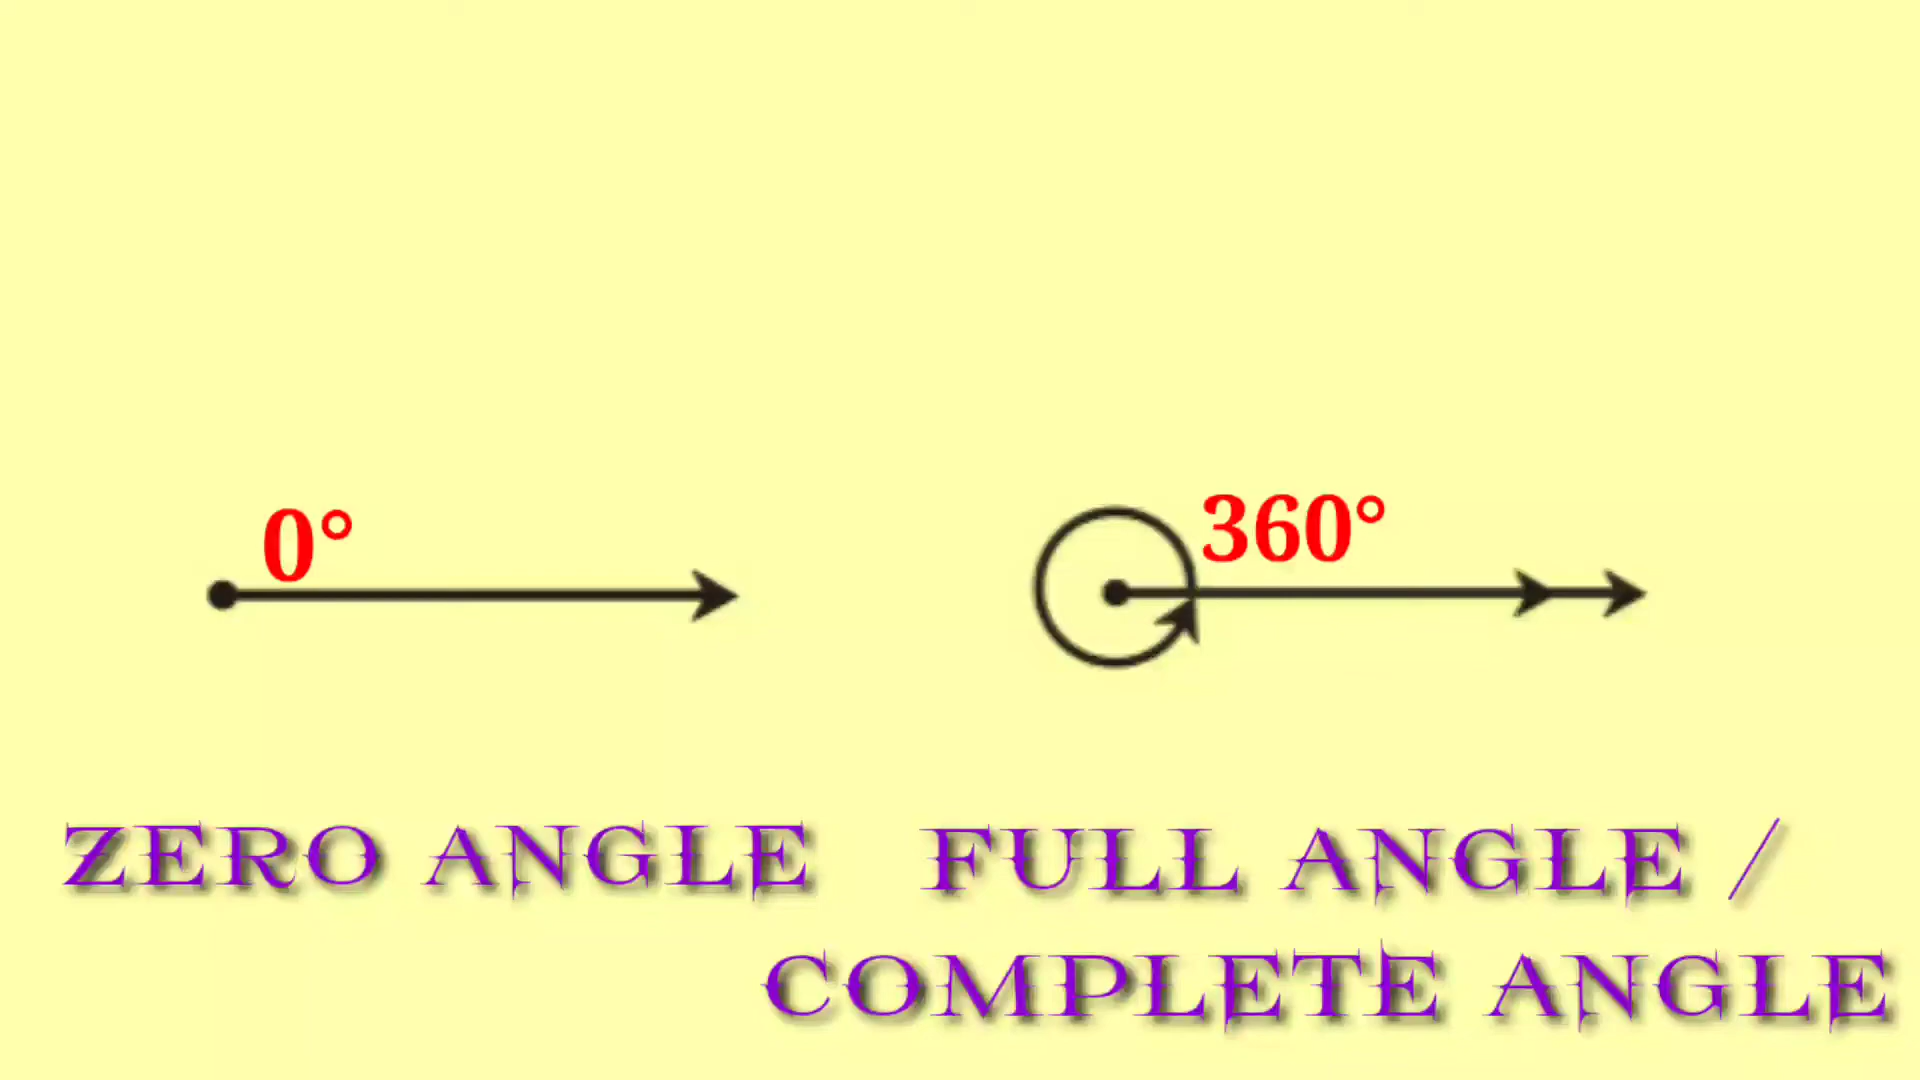 0°
360°
ZERO ANGLE
FULL ANGLE /
COMPLETE ANGLE